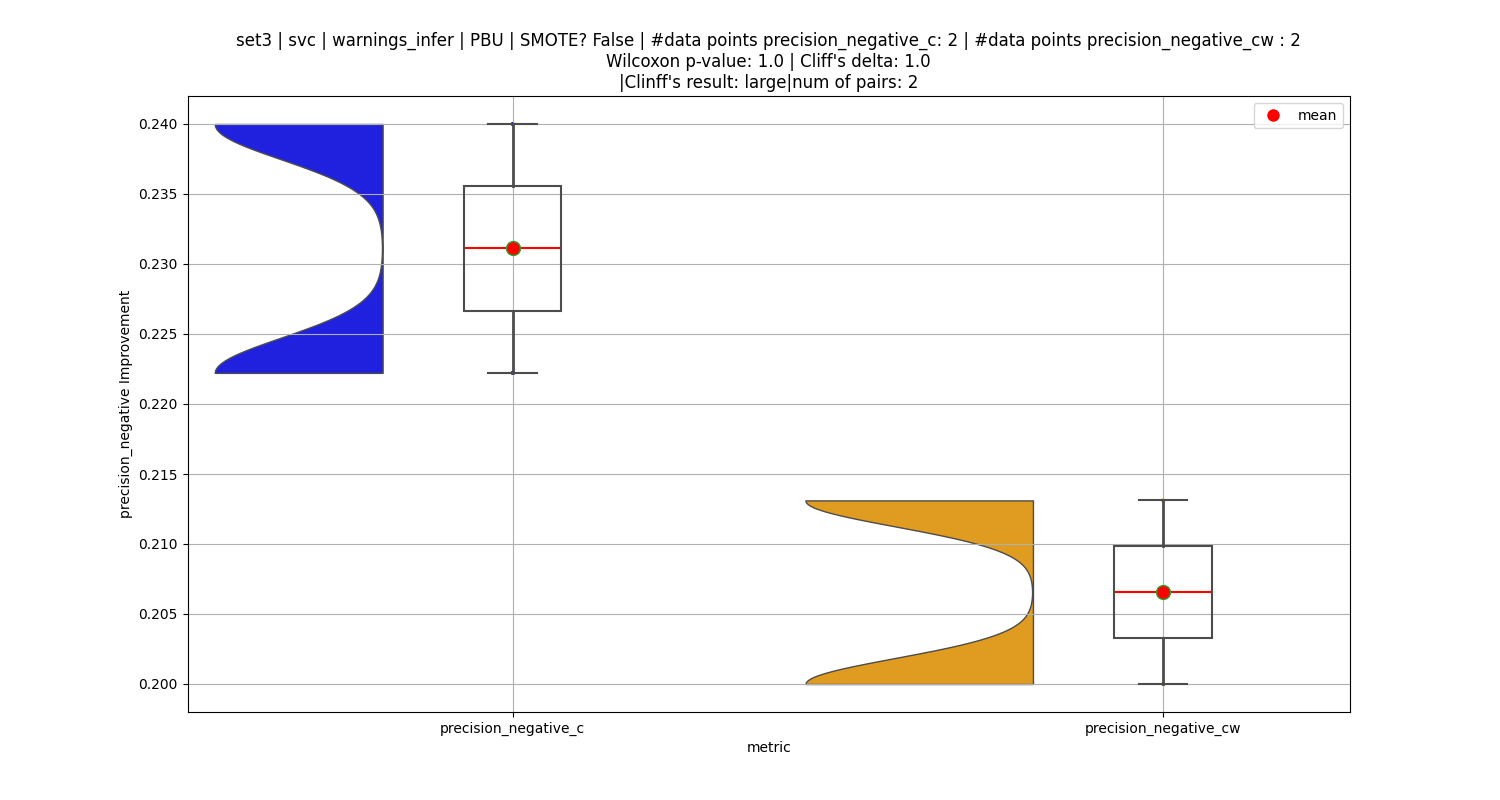 set3 | svc | warnings_infer | PBU | SMOTE? False | #data points precision_negative_c: 2 | #data points precision_negative_cw : 2
Wilcoxon p-value: 1.0 | Cliff's delta: 1.0
|Clinff's result: large|num of pairs: 2
mean
0.240
0.235
0.230
0.225
0.220
0.215
0.210
0.205
0.200
precision_negative Improvement
precision_negative_c
precision_negative_cw
metric